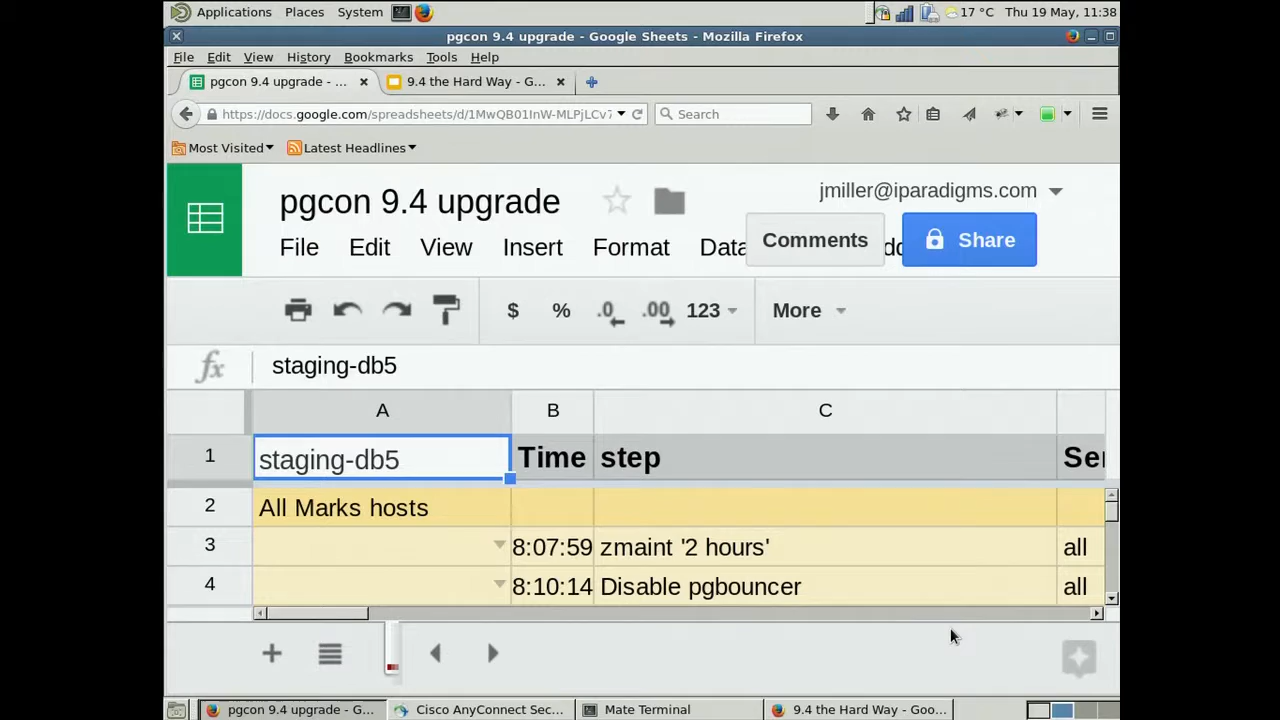 Applications Places System 17 °C Thu 19 May, 11:38
pgcon 9.4 upgrade - Google Sheets - Mozilla Firefox
File Edit View History Bookmarks Tools Help
pgcon 9.4 upgrade - ... 9.4 the Hard Way - G...
https://docs.google.com/spreadsheets/d/1MwQB01InW-MLPjLCv7 Search
Most Visited Latest Headlines
pgcon 9.4 upgrade jmiller@iparadigms.com
File Edit View Insert Format Data Comments Share
$ % .0 .00 123 More
fx staging-db5
A B C
1 staging-db5 Time step
2 All Marks hosts
3 8:07:59 zmaint '2 hours' all
4 8:10:14 Disable pgbouncer all
pgcon 9.4 upgrade - G... Cisco AnyConnect Sec... Mate Terminal 9.4 the Hard Way - Goo...